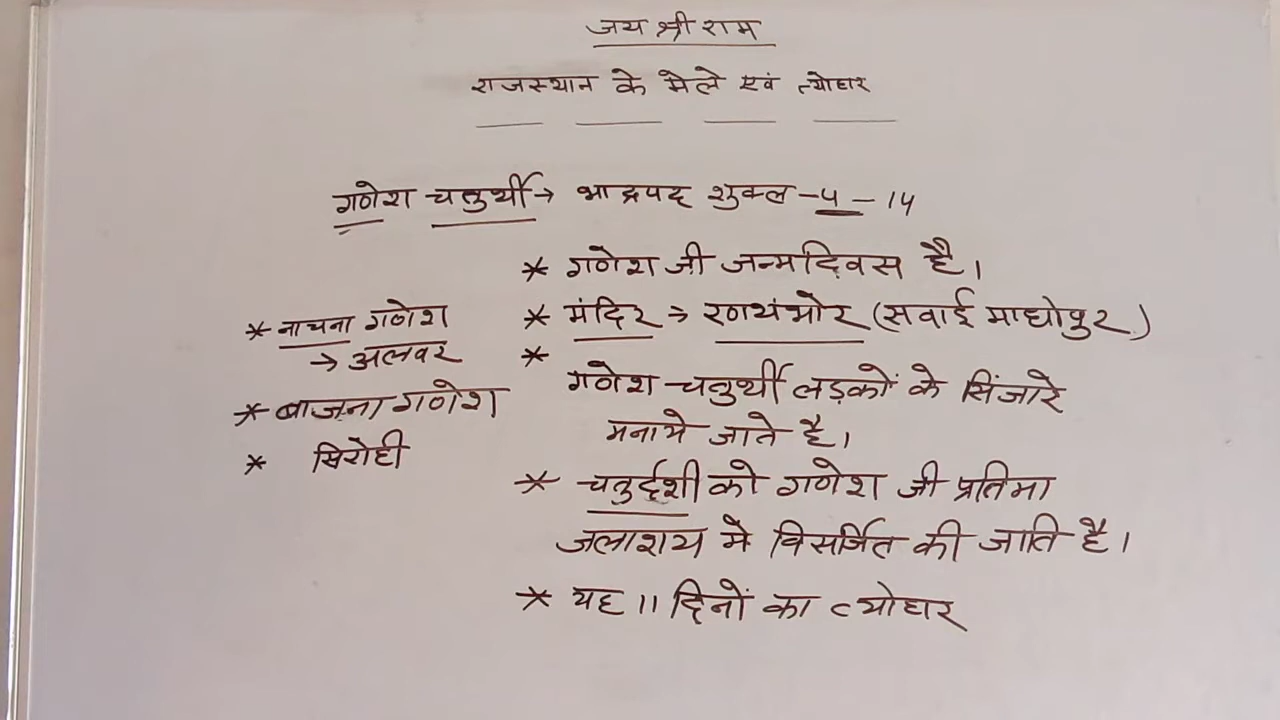 जय श्री राम
राजस्थान के मेले एवं त्योहार
गणेश चतुर्थी → भाद्रपद शुक्ल - ५ - 14
* गणेश जी जन्मदिवस है।
* मंदिर → रणथंभोर (सवाई माधोपुर)
*
गणेश चतुर्थी लड़कों के सिंजारे
मनाये जाते है।
* चतुर्दशी को गणेश जी प्रतिमा
जलाशय मे विसर्जित की जाति है।
* यह 11 दिनों का त्योहार
* नाचना गणेश
→ अलवर
* बाजना गणेश
* सिरोही